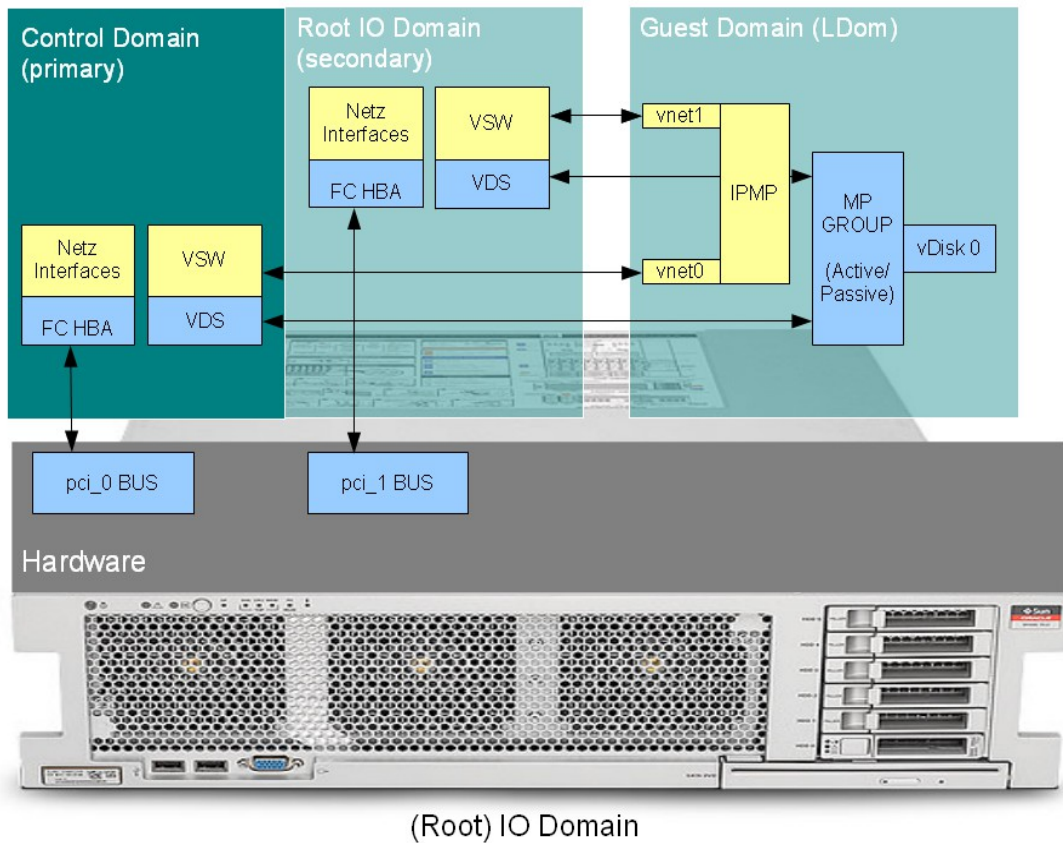 Control Domain
(primary)
Root IO Domain
(secondary)
Guest Domain (LDom)
Netz
Interfaces
FC HBA
VSW
VDS
vnet1
IPMP
vnet0
MP
GROUP
(Active/
Passive)
vDisk 0
Netz
Interfaces
FC HBA
VSW
VDS
pci_0 BUS
pci_1 BUS
Hardware
Sun
ORACLE
(Root) IO Domain